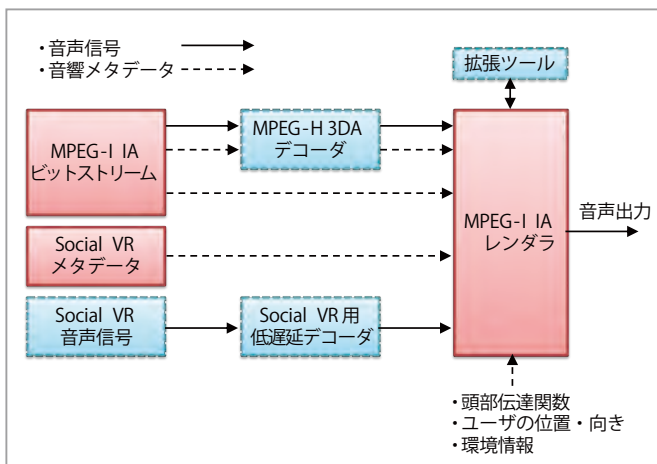 ・音声信号
・音響メタデータ
拡張ツール
MPEG-I IA
ビットストリーム
MPEG-H 3DA
デコーダ
MPEG-I IA
レンダラ
音声出力
Social VR
メタデータ
Social VR
音声信号
Social VR 用
低遅延デコーダ
・頭部伝達関数
・ユーザの位置・向き
・環境情報